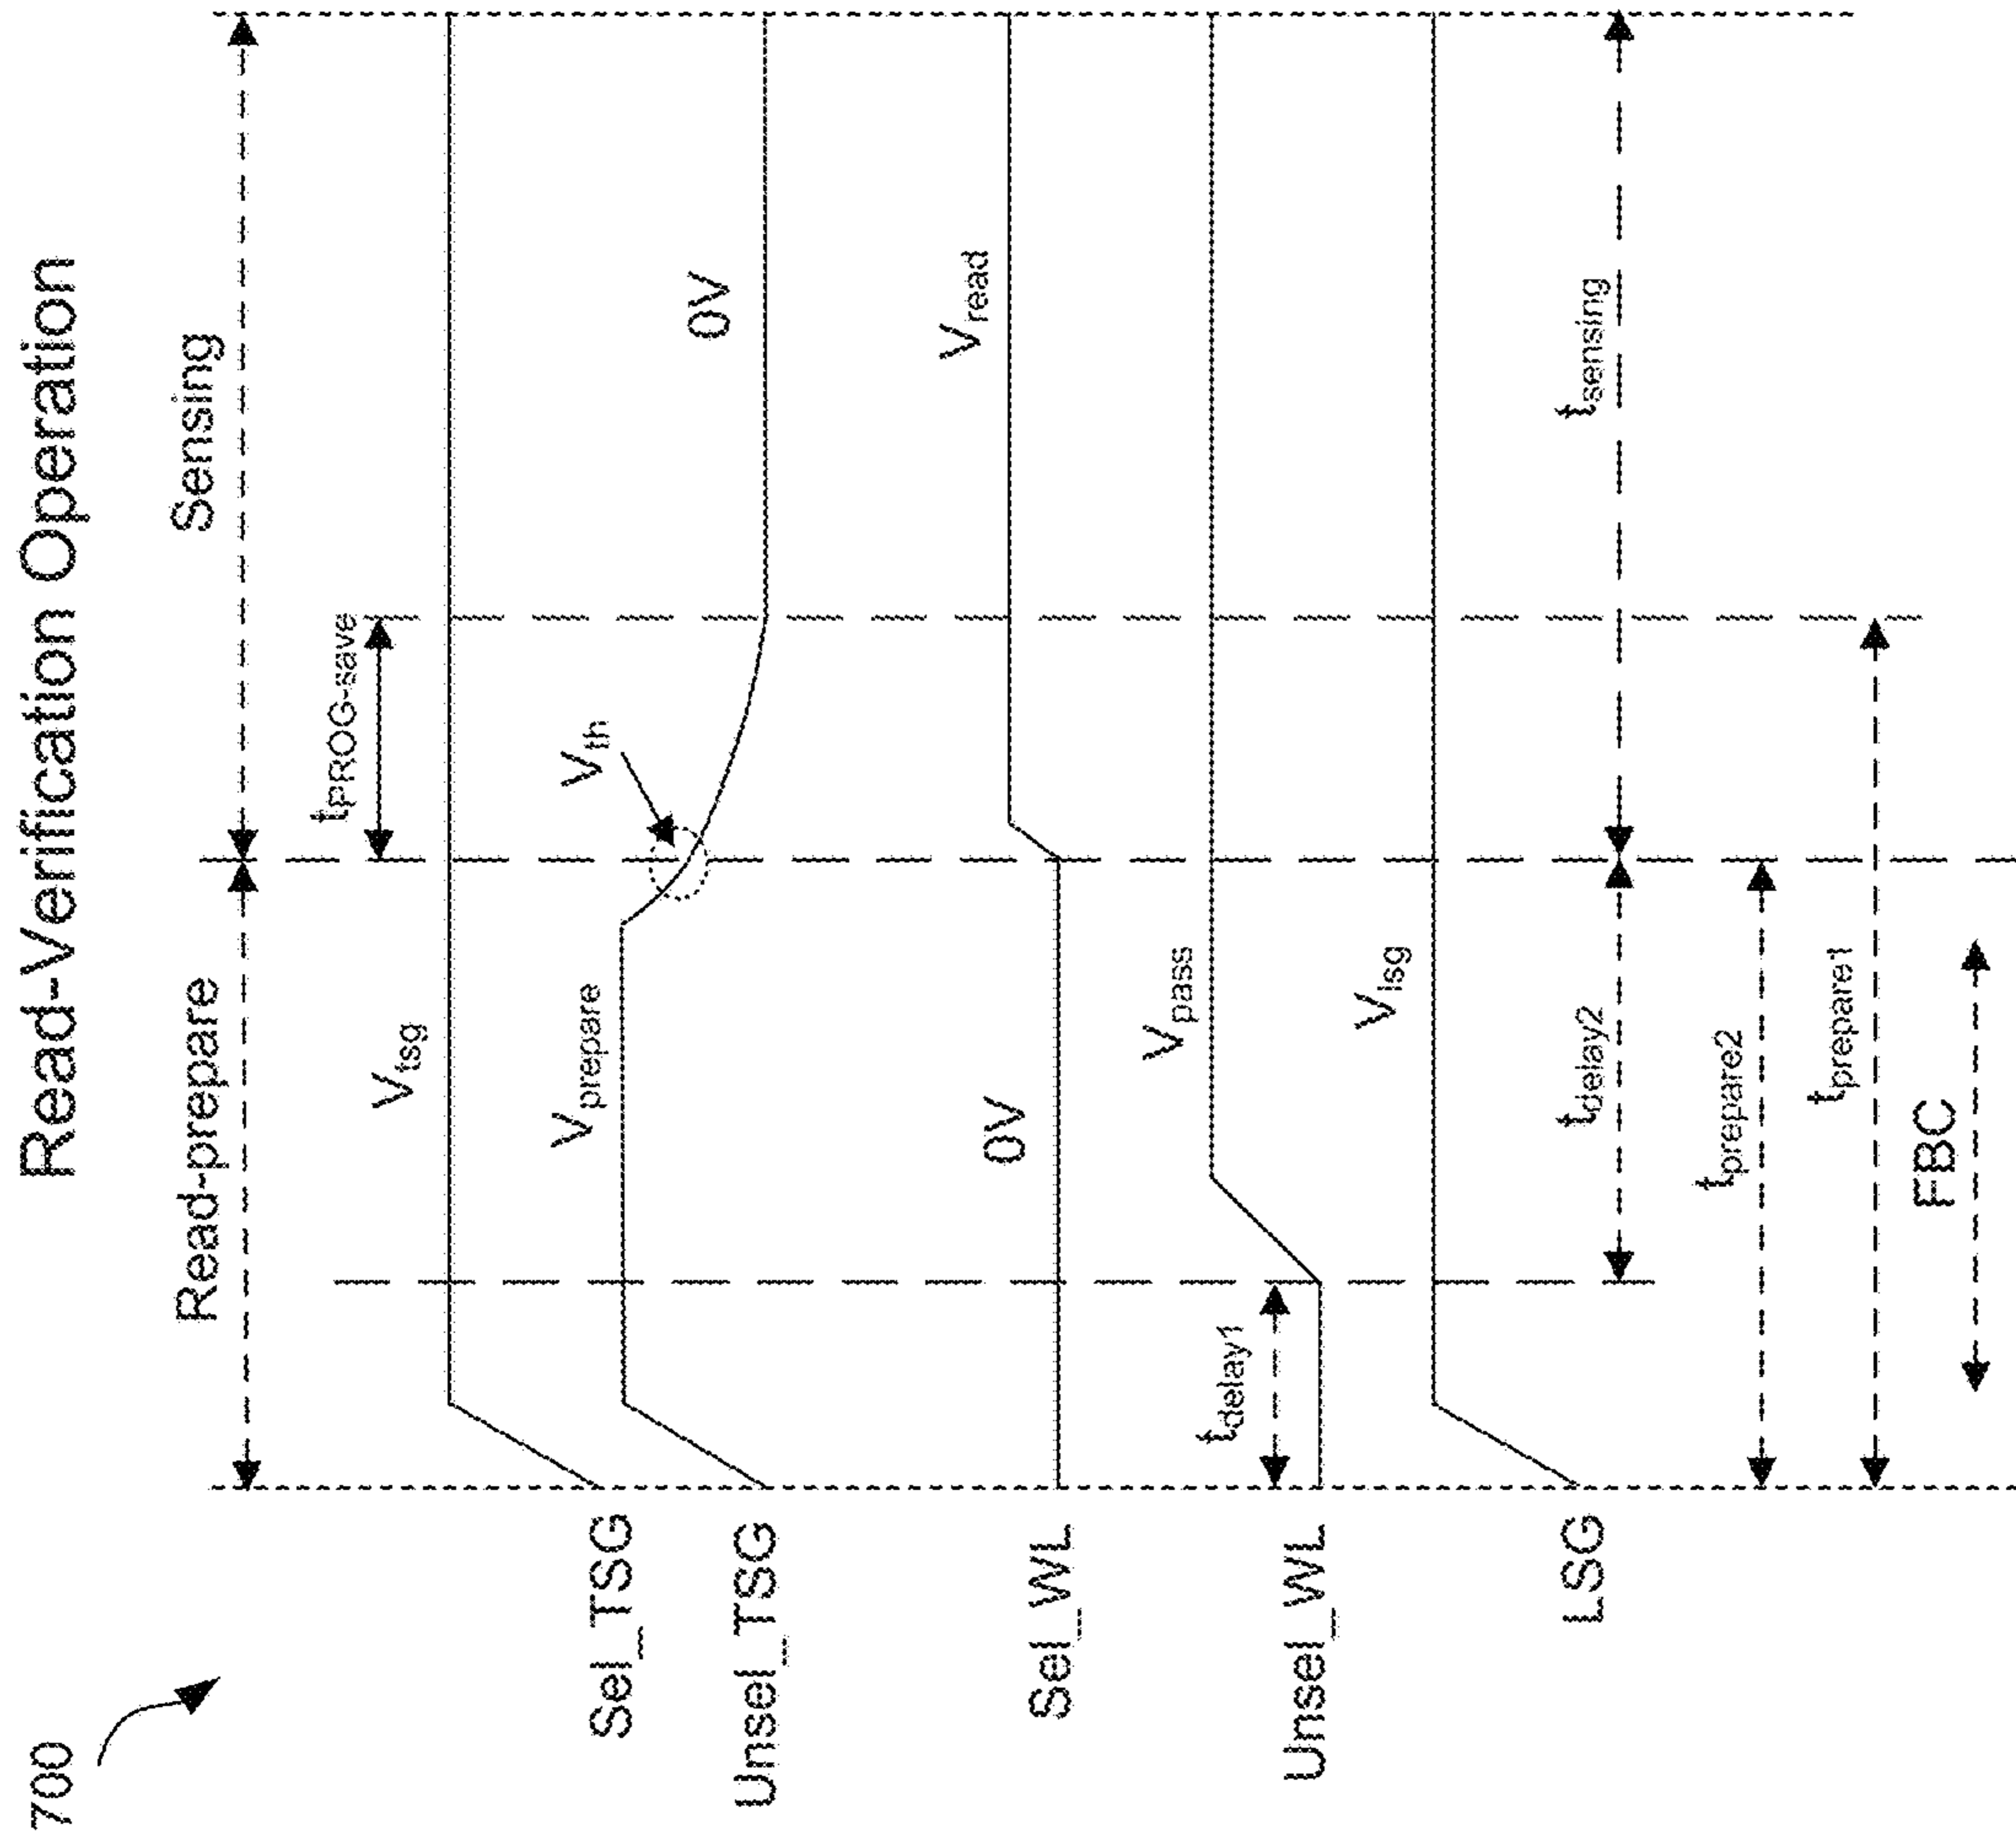 700
Read-Verification Operation
Read-prepare
Sensing
tPROG-save
Vtsg
Sel_TSG
Vprepare
Vth
0V
Unsel_TSG
0V
Vread
Sel_WL
Vpass
tdelay1
Unsel_WL
Vlsg
LSG
tdelay2
tsensing
tprepare2
tprepare1
FBC